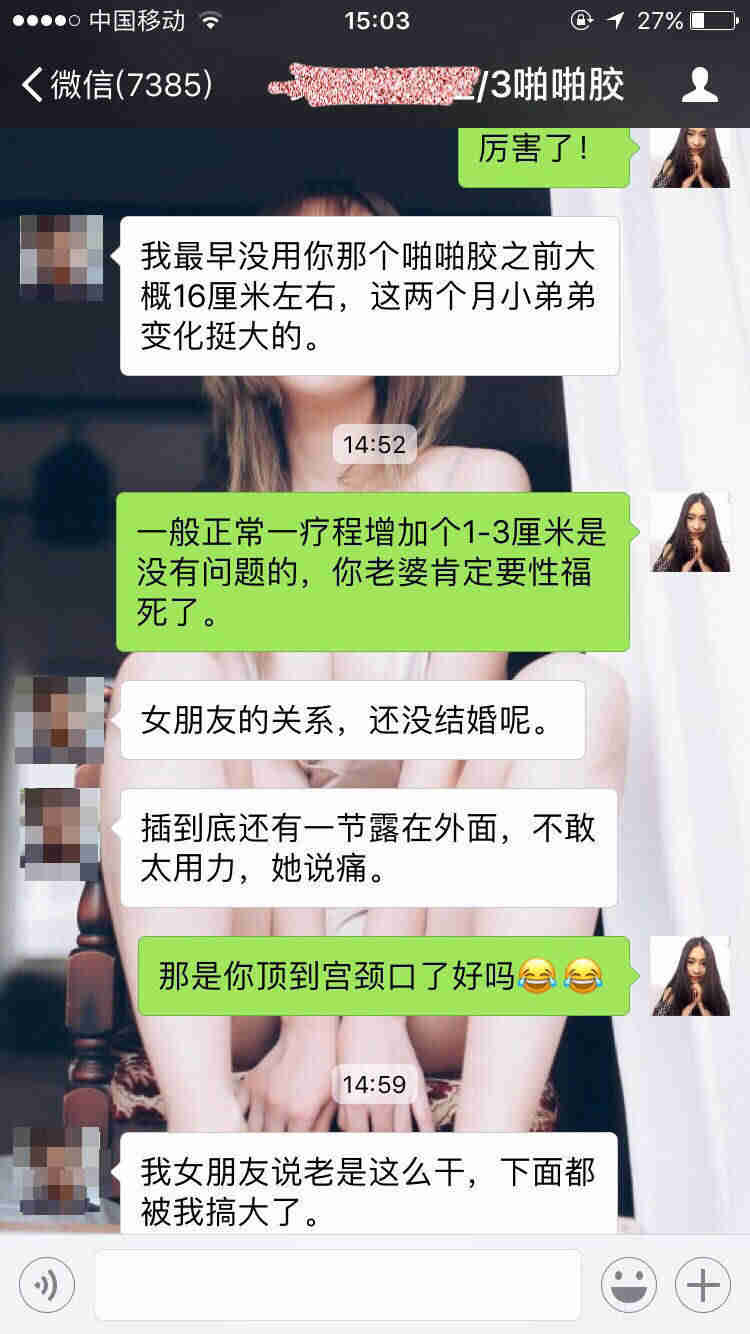 中国移动 15:03 27%
微信(7385) /3啪啪胶
厉害了！
我最早没用你那个啪啪胶之前大
概16厘米左右，这两个月小弟弟
变化挺大的。
14:52
一般正常一疗程增加个1-3厘米是
没有问题的，你老婆肯定要性福
死了。
女朋友的关系，还没结婚呢。
插到底还有一节露在外面，不敢
太用力，她说痛。
那是你顶到宫颈口了好吗😂😂
14:59
我女朋友说老是这么干，下面都
被我搞大了。